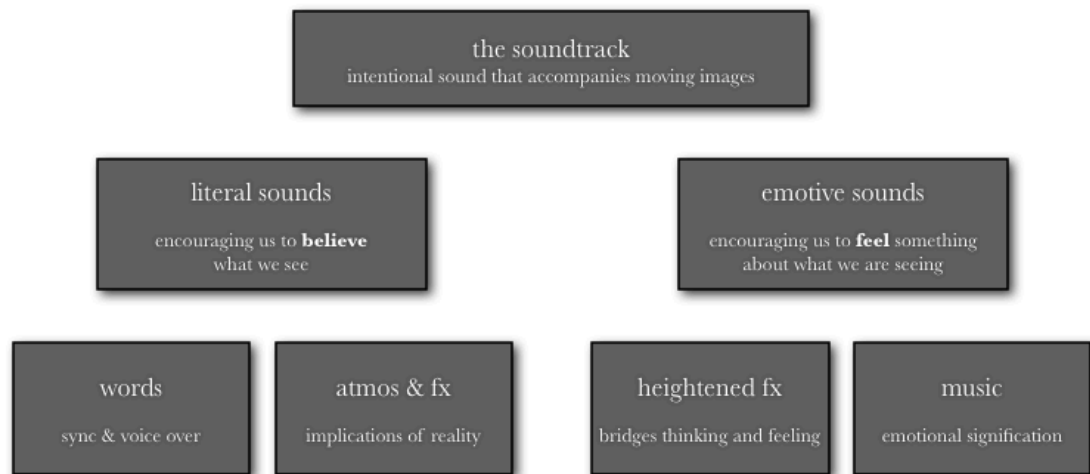 the soundtrack
intentional sound that accompanies moving images
literal sounds
encouraging us to believe
what we see
emotive sounds
encouraging us to feel something
about what we are seeing
words
sync & voice over
atmos & fx
implications of reality
heightened fx
bridges thinking and feeling
music
emotional signification